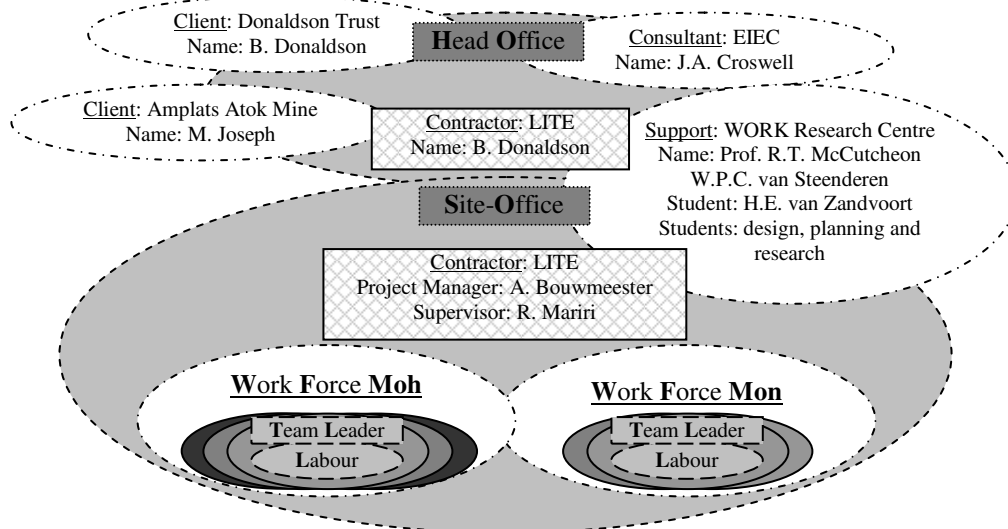 Client: Donaldson Trust
Name: B. Donaldson
Head Office
Consultant: EIEC
Name: J.A. Croswell
Client: Amplats Atok Mine
Name: M. Joseph
Contractor: LITE
Name: B. Donaldson
Support: WORK Research Centre
Name: Prof. R.T. McCutcheon
W.P.C. van Steenderen
Student: H.E. van Zandvoort
Students: design, planning and
research
Site-Office
Contractor: LITE
Project Manager: A. Bouwmeester
Supervisor: R. Mariri
Work Force Moh
Team Leader
Labour
Work Force Mon
Team Leader
Labour